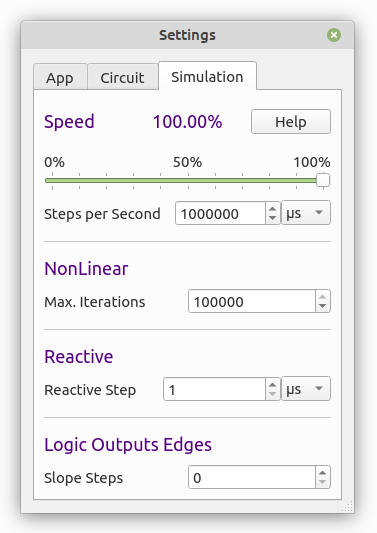 Settings
App Circuit Simulation
Speed 100.00% Help
0% 50% 100%
Steps per Second 1000000 µs
NonLinear
Max. Iterations 100000
Reactive
Reactive Step 1 µs
Logic Outputs Edges
Slope Steps 0